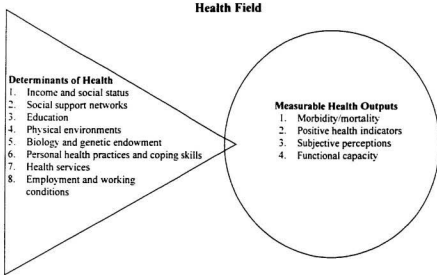 Health Field
Determinants of Health
1. Income and social status
2. Social support networks
3. Education
4. Physical environments
5. Biology and genetic endowment
6. Personal health practices and coping skills
7. Health services
8. Employment and working
conditions
Measurable Health Outputs
1. Morbidity/mortality
2. Positive health indicators
3. Subjective perceptions
4. Functional capacity